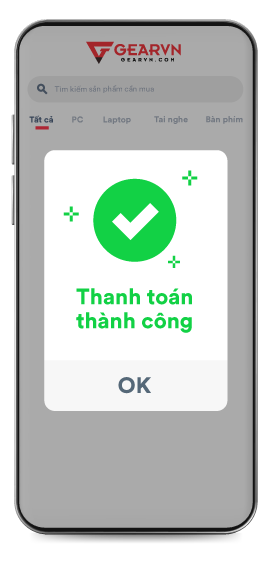 GEARVN
GEARVN.COM
Tìm kiếm sản phẩm cần mua
Tất cả PC Laptop Tai nghe Bàn phím
Thanh toán
thành công
OK